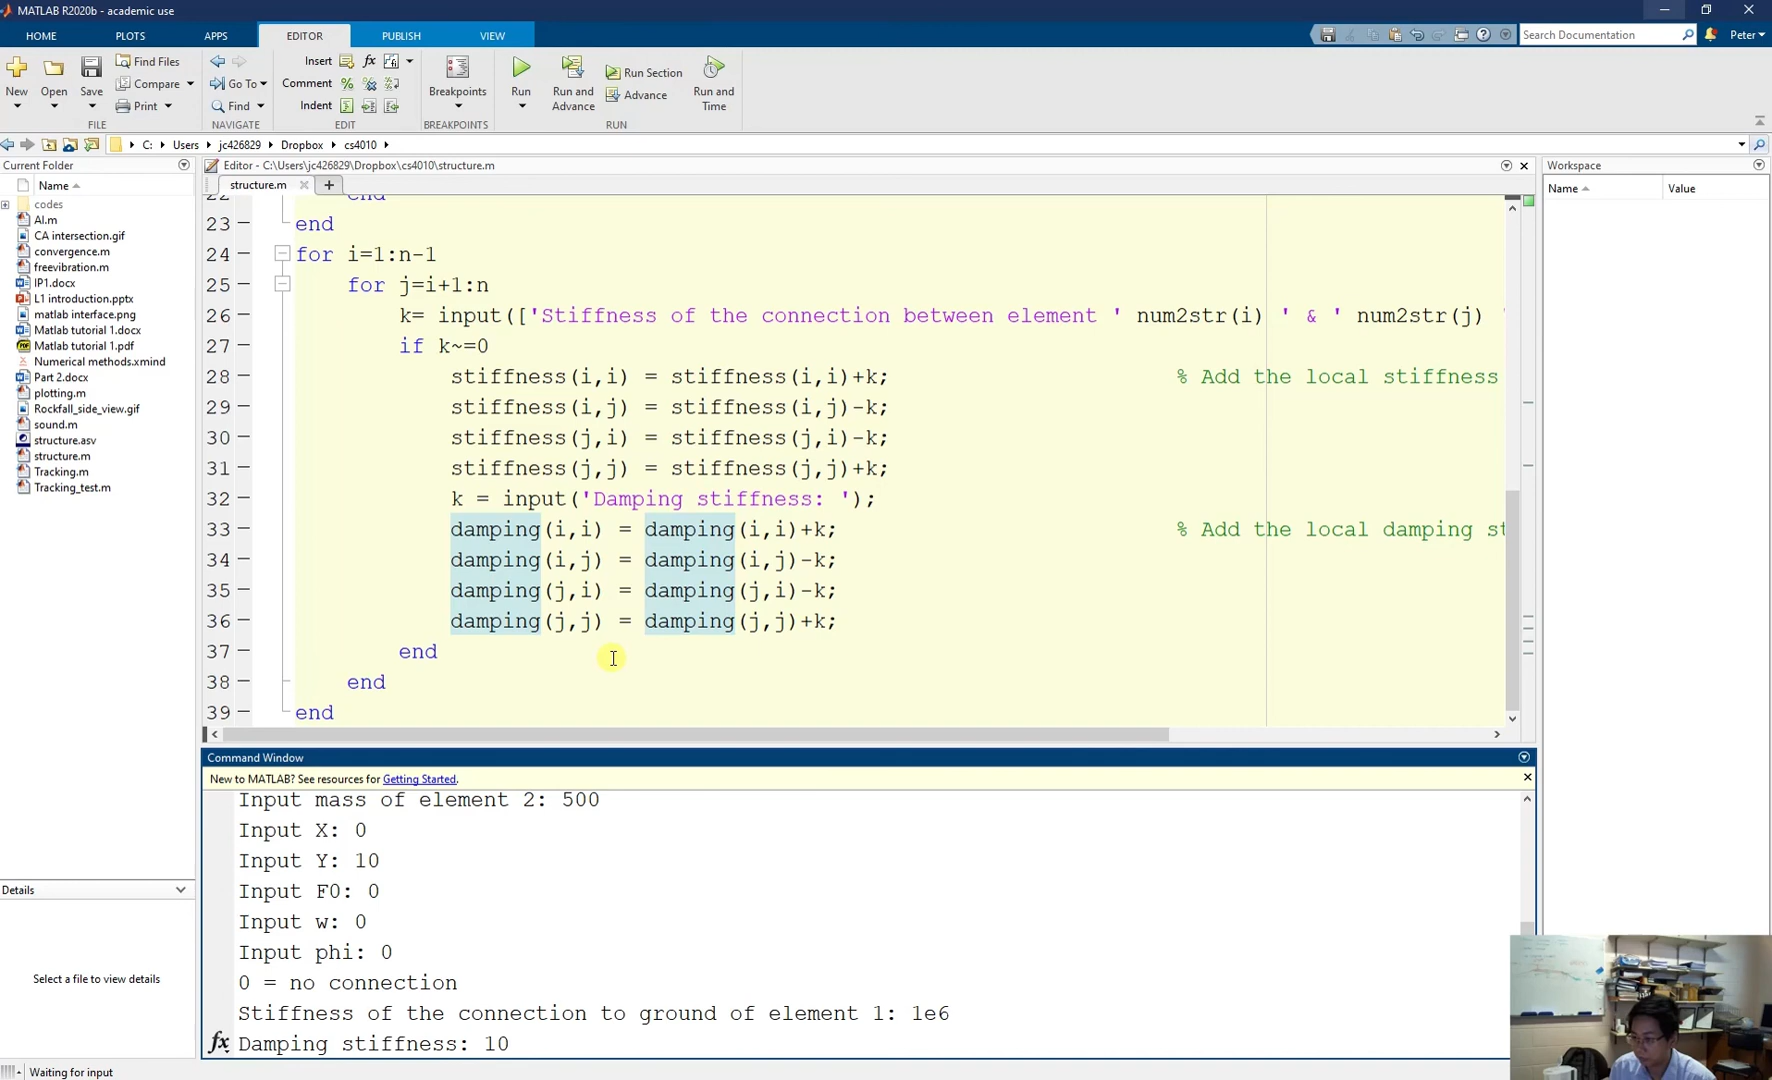 MATLAB R2020b - academic use
HOME PLOTS APPS EDITOR PUBLISH VIEW
Search Documentation
Peter
New Open Save
Find Files
Compare
Print
FILE
Go To
Find
NAVIGATE
Insert
Comment
Indent
EDIT
Breakpoints
BREAKPOINTS
Run
Run and Advance
Run Section
Advance
Run and Time
RUN
C: Users jc426829 Dropbox cs4010
Current Folder
Name
codes
AI.m
CA intersection.gif
convergence.m
freevibration.m
IP1.docx
L1 introduction.pptx
matlab interface.png
Matlab tutorial 1.docx
Matlab tutorial 1.pdf
Numerical methods.xmind
Part 2.docx
plotting.m
Rockfall_side_view.gif
sound.m
structure.asv
structure.m
Tracking.m
Tracking_test.m
Details
Select a file to view details
Editor - C:\Users\jc426829\Dropbox\cs4010\structure.m
structure.m
22 end
23 end
24 for i=1:n-1
25 for j=i+1:n
26 k= input(['Stiffness of the connection between element ' num2str(i) ' & ' num2str(j) '
27 if k~=0
28 stiffness(i,i) = stiffness(i,i)+k; % Add the local stiffness
29 stiffness(i,j) = stiffness(i,j)-k;
30 stiffness(j,i) = stiffness(j,i)-k;
31 stiffness(j,j) = stiffness(j,j)+k;
32 k = input('Damping stiffness: ');
33 damping(i,i) = damping(i,i)+k; % Add the local damping st
34 damping(i,j) = damping(i,j)-k;
35 damping(j,i) = damping(j,i)-k;
36 damping(j,j) = damping(j,j)+k;
37 end
38 end
39 end
Workspace
Name Value
Command Window
New to MATLAB? See resources for Getting Started.
Input mass of element 2: 500
Input X: 0
Input Y: 10
Input F0: 0
Input w: 0
Input phi: 0
0 = no connection
Stiffness of the connection to ground of element 1: 1e6
fx Damping stiffness: 10
Waiting for input